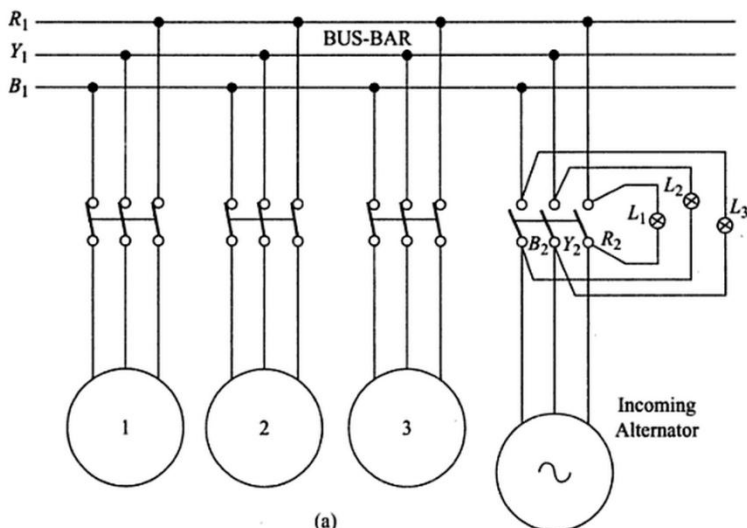 R₁
BUS-BAR
Y₁
B₁
L₂
L₁
L₃
B₂ Y₂ R₂
1
2
3
Incoming
Alternator
(a)